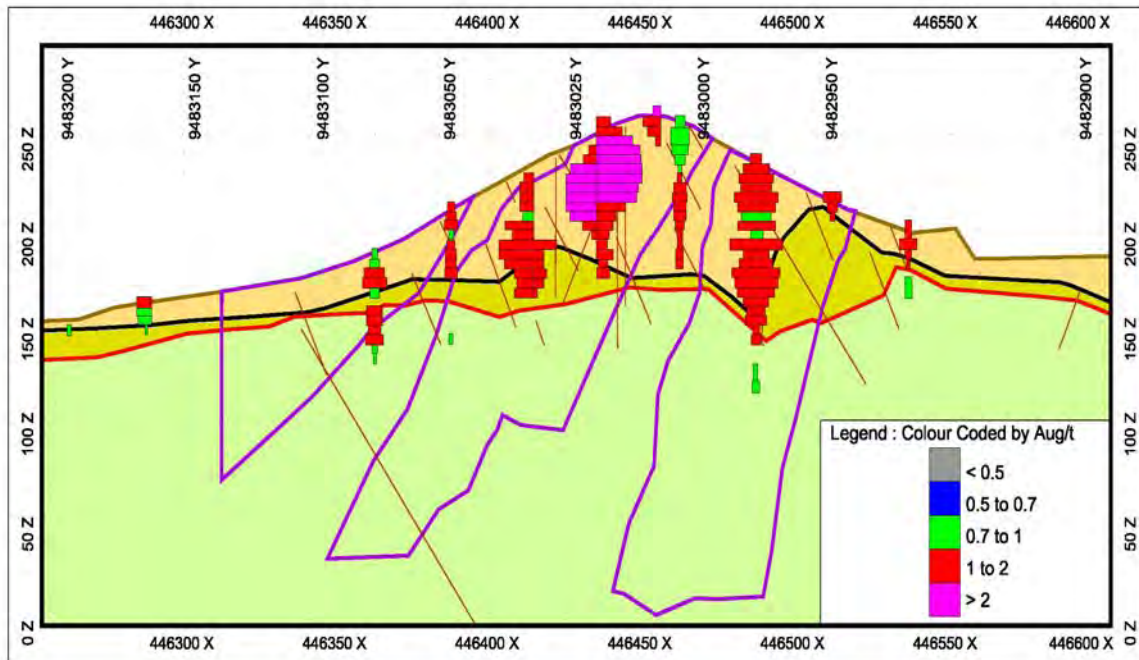 446300 X 446350 X 446400 X 446450 X 446500 X 446550 X 446600 X
9483200 Y 9483150 Y 9483100 Y 9483050 Y 9483025 Y 9483000 Y 9482950 Y 9482900 Y
250 Z 250 Z
200 Z 200 Z
150 Z 150 Z
100 Z 100 Z
50 Z 50 Z
0 Z 0 Z
Legend : Colour Coded by Aug/t
< 0.5
0.5 to 0.7
0.7 to 1
1 to 2
> 2
446300 X 446350 X 446400 X 446450 X 446500 X 446550 X 446600 X